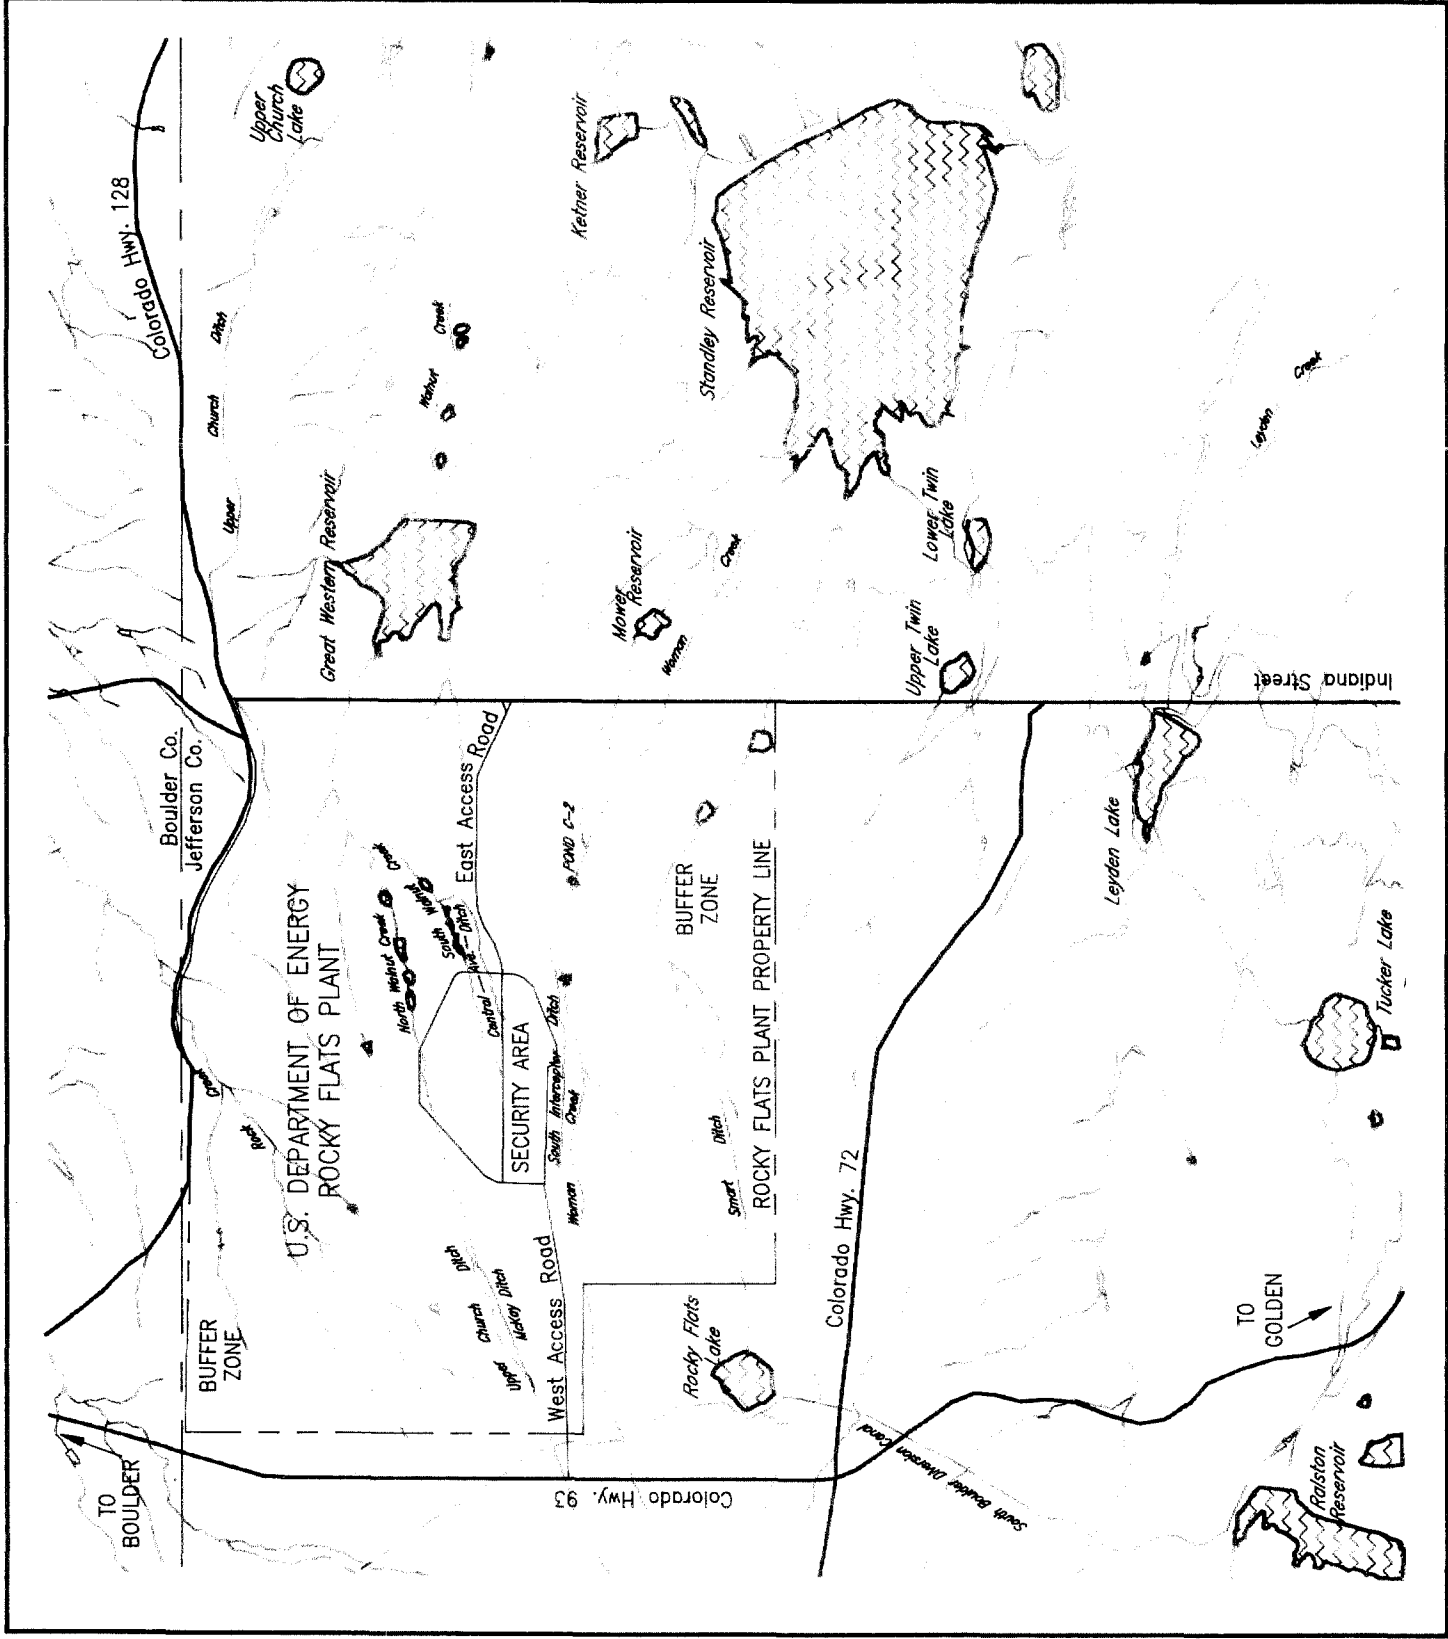 TO
BOULDER
Boulder Co.
Jefferson Co.
Colorado Hwy. 128
Upper
Church
Lake
BUFFER
ZONE
Rock
Creek
Upper
Church
Ditch
U.S. DEPARTMENT OF ENERGY
ROCKY FLATS PLANT
Great Western Reservoir
North Walnut Creek
South
Walnut
Creek
Walnut
Creek
Central
Ave.
Ditch
Upper
Church
Ditch
McKay Ditch
East Access Road
West Access Road
SECURITY AREA
South Interceptor Ditch
Woman
Creek
POND C-2
Mower
Reservoir
Woman
Creek
Ketner Reservoir
Standley Reservoir
BUFFER
ZONE
Smart
Ditch
ROCKY FLATS PLANT PROPERTY LINE
Rocky Flats
Lake
Colorado Hwy. 93
Colorado Hwy. 72
South Boulder Diversion Canal
Upper Twin
Lake
Lower Twin
Lake
Leyden Lake
Leyden
Creek
Indiana Street
TO
GOLDEN
Tucker Lake
Ralston
Reservoir